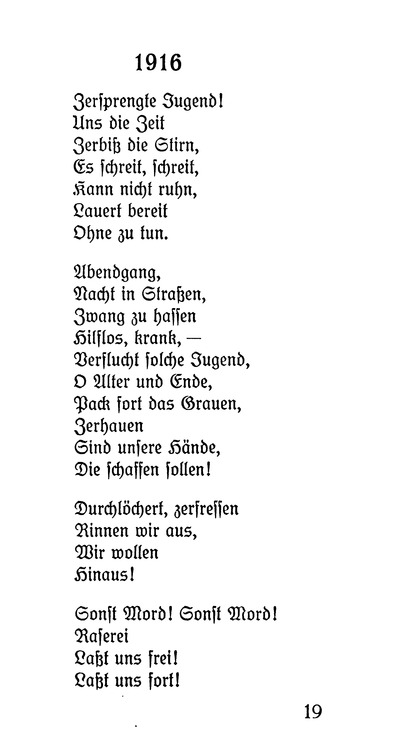 1916
Zersprengte Jugend!
Uns die Zeit
Zerbiß die Stirn,
Es schreit, schreit,
Kann nicht ruhn,
Lauert bereit
Ohne zu tun.
Abendgang,
Nacht in Straßen,
Zwang zu hassen
Hilflos, krank, —
Verflucht solche Jugend,
O Alter und Ende,
Pack fort das Grauen,
Zerhauen
Sind unsere Hände,
Die schaffen sollen!
Durchlöchert, zerfressen
Rinnen wir aus,
Wir wollen
Hinaus!
Sonst Mord! Sonst Mord!
Raserei
Laßt uns frei!
Laßt uns fort!
19